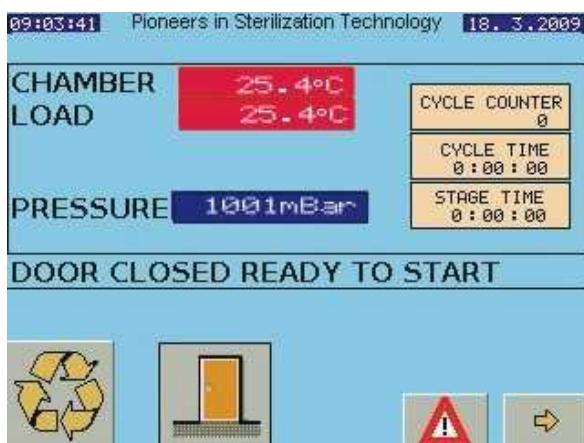 09:03:41 Pioneers in Sterilization Technology 18. 3.2009
CHAMBER 25.4°C
LOAD 25.4°C
CYCLE COUNTER
0
CYCLE TIME
0:00:00
PRESSURE 1001mBar
STAGE TIME
0:00:00
DOOR CLOSED READY TO START